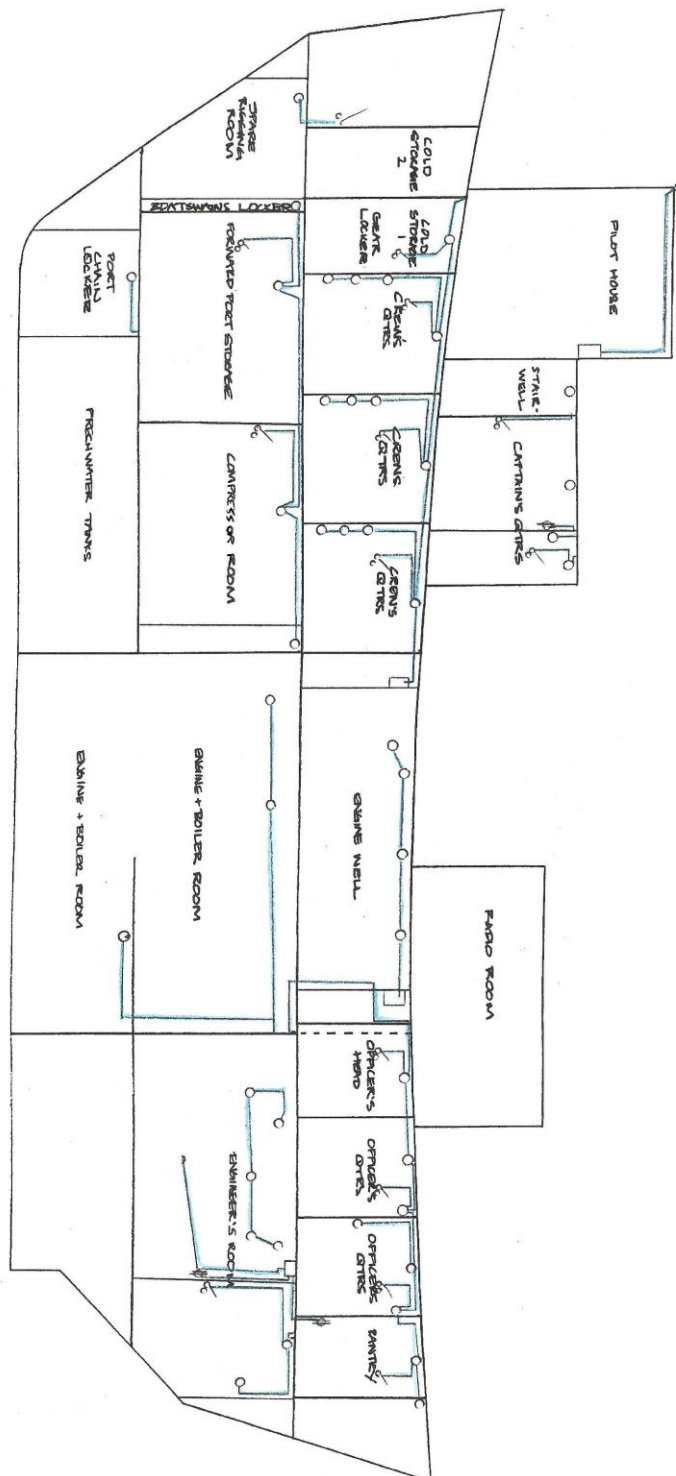 PILOT HOUSE
STAIR-
WELL
CAPTAIN'S QTRS
RADIO ROOM
COLD
STORAGE
2
COLD
STORAGE
1
GEAR
LOCKER
CREW'S
QTRS
CREW'S
QTRS
CREW'S
QTRS
ENGINE WELL
OFFICER'S
HEAD
OFFICER'S
QTRS
OFFICER'S
QTRS
PANTRY
SPARE
RIGGING
ROOM
BOATSWAINS LOCKER
FORWARD PORT STORAGE
COMPRESSOR ROOM
ENGINE + BOILER ROOM
ENGINEER'S ROOM
PORT
CHAIN
LOCKER
FRESHWATER TANKS
ENGINE + BOILER ROOM